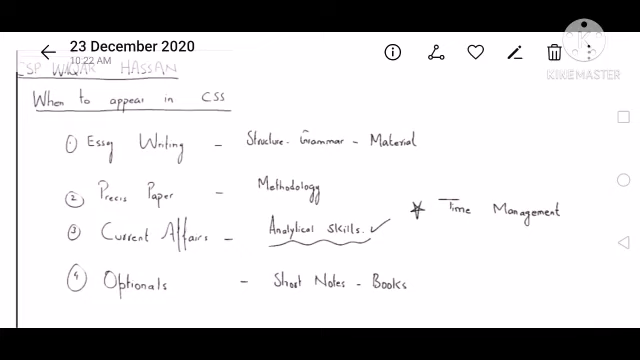 23 December 2020
10:22 AM
KINEMASTER
SP WAQAR HASSAN
When to appear in CSS
① Essay Writing - Structure - Grammar - Material
② Precis Paper - Methodology
* Time Management
③ Current Affairs - Analytical Skills. ✓
④ Optionals - Short Notes - Books